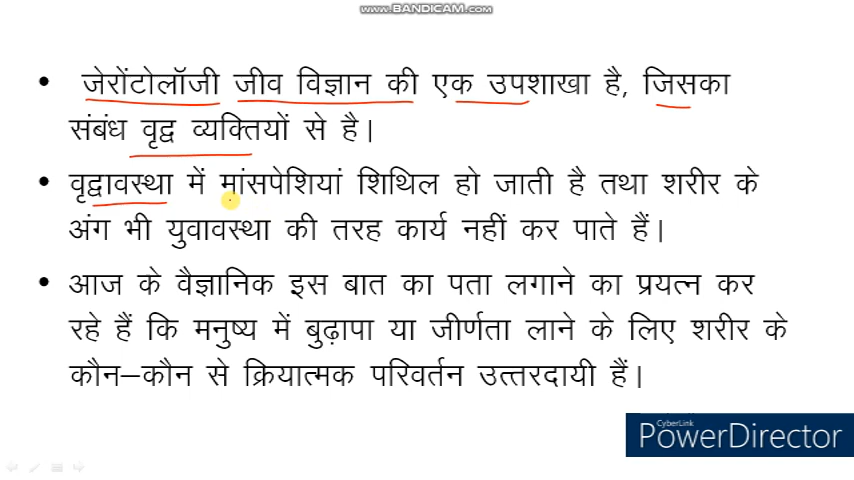 WWW.BANDICAM.COM
• जेरोंटोलॉजी जीव विज्ञान की एक उपशाखा है, जिसका
संबंध वृद्व व्यक्तियों से है।
• वृद्वावस्था में मांसपेशियां शिथिल हो जाती है तथा शरीर के
अंग भी युवावस्था की तरह कार्य नहीं कर पाते हैं।
• आज के वैज्ञानिक इस बात का पता लगाने का प्रयत्न कर
रहे हैं कि मनुष्य में बुढ़ापा या जीर्णता लाने के लिए शरीर के
कौन–कौन से क्रियात्मक परिवर्तन उत्तरदायी हैं।
CyberLink
PowerDirector